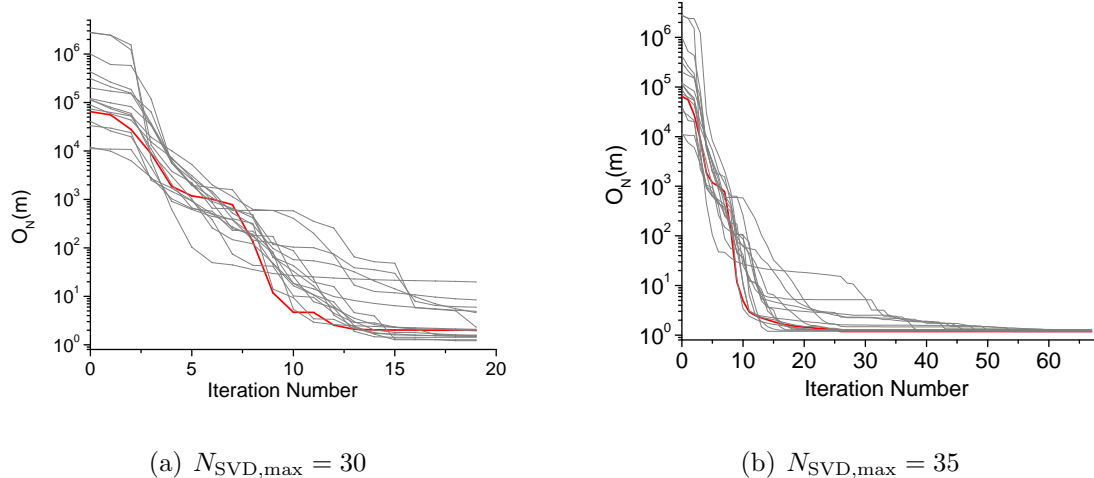 10^6
10^5
10^4
10^3
10^2
10^1
10^0
O_N(m)
0 5 10 15 20
Iteration Number
(a) N_SVD,max = 30
10^6
10^5
10^4
10^3
10^2
10^1
10^0
O_N(m)
0 10 20 30 40 50 60
Iteration Number
(b) N_SVD,max = 35